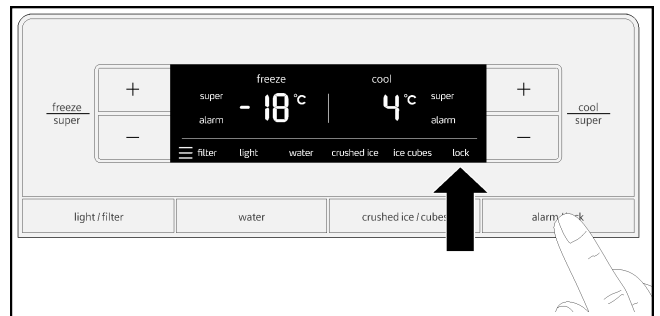 freeze
super
+
−
freeze
super
alarm
- 18 °C
cool
4 °C
super
alarm
filter light water crushed ice ice cubes lock
+
−
cool
super
light / filter
water
crushed ice / cubes
alarm